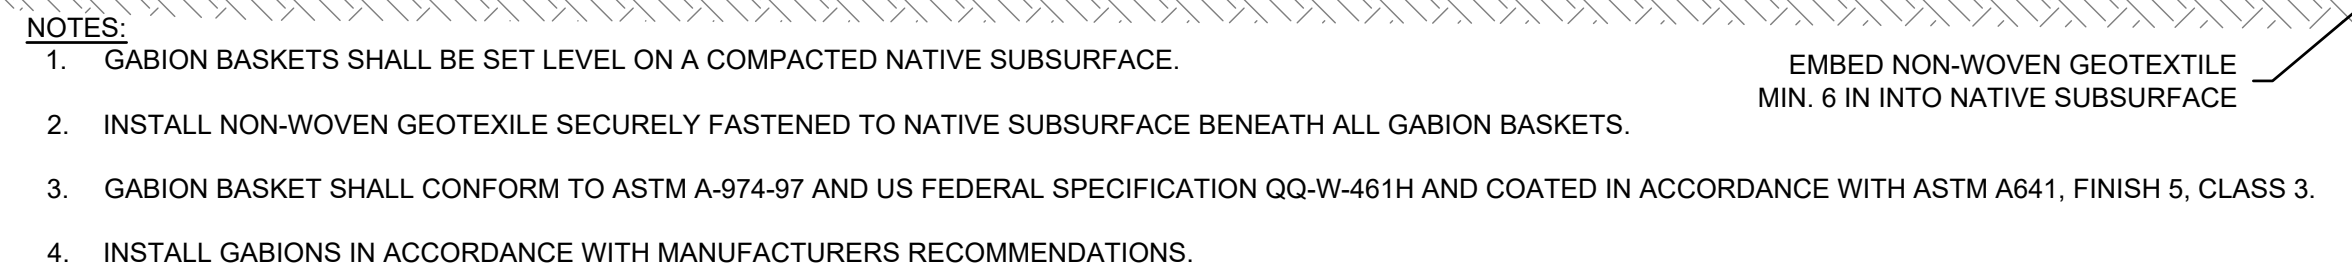 NOTES:
1. GABION BASKETS SHALL BE SET LEVEL ON A COMPACTED NATIVE SUBSURFACE.
2. INSTALL NON-WOVEN GEOTEXILE SECURELY FASTENED TO NATIVE SUBSURFACE BENEATH ALL GABION BASKETS.
3. GABION BASKET SHALL CONFORM TO ASTM A-974-97 AND US FEDERAL SPECIFICATION QQ-W-461H AND COATED IN ACCORDANCE WITH ASTM A641, FINISH 5, CLASS 3.
4. INSTALL GABIONS IN ACCORDANCE WITH MANUFACTURERS RECOMMENDATIONS.
EMBED NON-WOVEN GEOTEXTILE
MIN. 6 IN INTO NATIVE SUBSURFACE